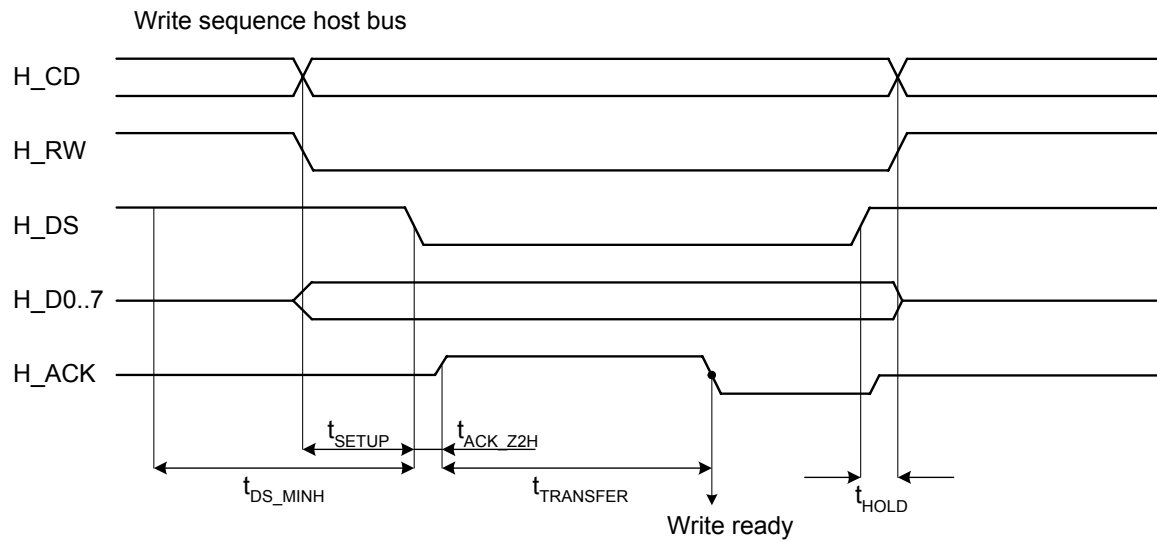 Write sequence host bus
H_CD
H_RW
H_DS
H_D0..7
H_ACK
tSETUP
tACK_Z2H
tDS_MINH
tTRANSFER
tHOLD
Write ready